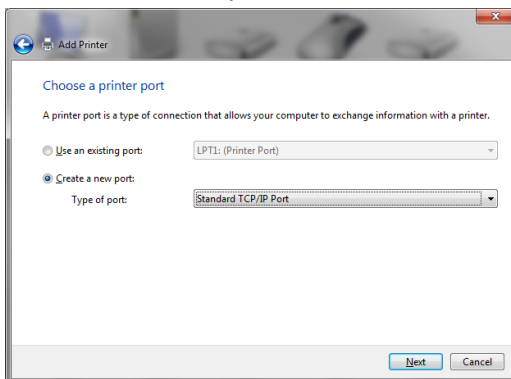 Add Printer
Choose a printer port
A printer port is a type of connection that allows your computer to exchange information with a printer.
Use an existing port: LPT1: (Printer Port)
Create a new port:
Type of port: Standard TCP/IP Port
Next Cancel